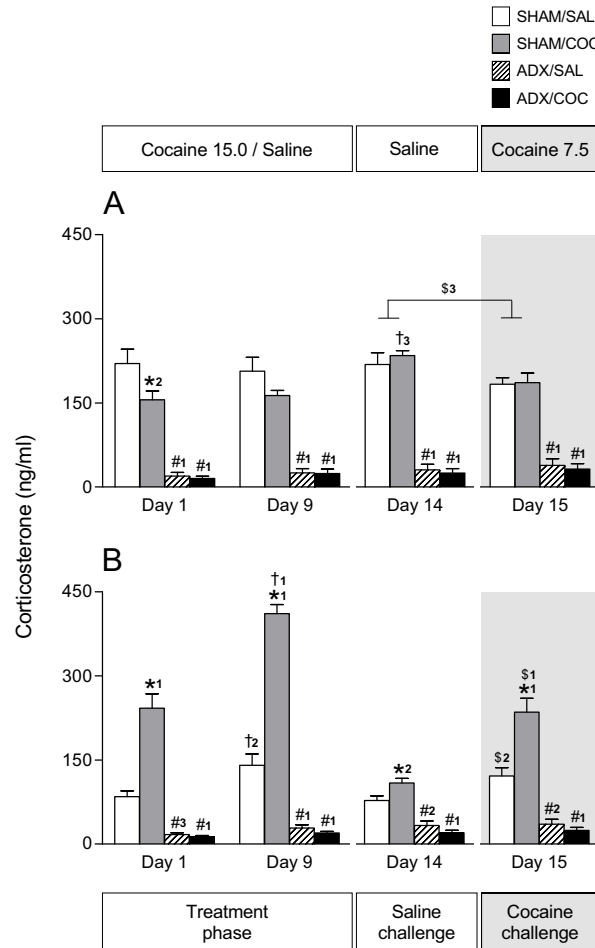 SHAM/SAL
SHAM/COC
ADX/SAL
ADX/COC
Cocaine 15.0 / Saline Saline Cocaine 7.5
A
Corticosterone (ng/ml)
450
300
150
0
$3
*2
†3
#1 #1 #1 #1 #1 #1 #1 #1
Day 1 Day 9 Day 14 Day 15
B
450
300
150
0
*1
†2
†1
*1
*2
$2
$1
*1
#3 #1 #1 #1 #2 #1 #2 #1
Day 1 Day 9 Day 14 Day 15
Treatment phase
Saline challenge
Cocaine challenge